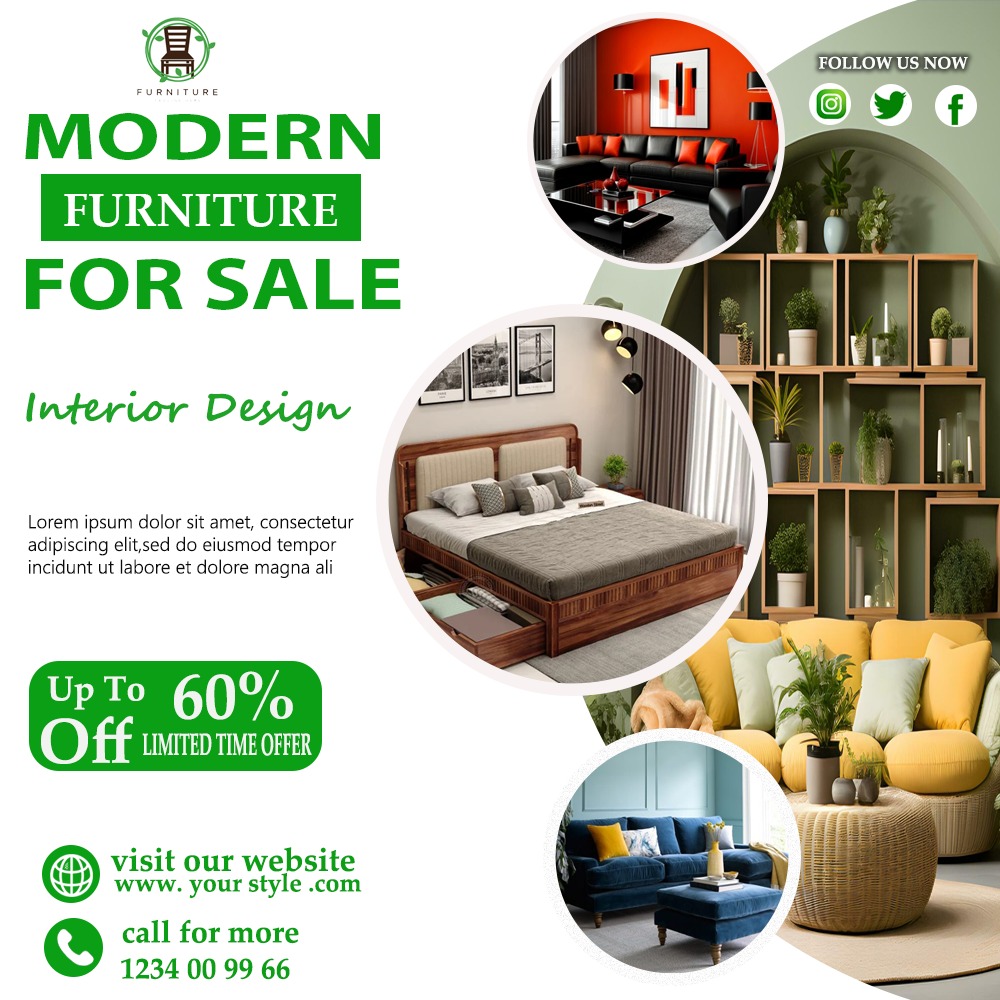 FURNITURE
MODERN
FURNITURE
FOR SALE
Interior Design
Lorem ipsum dolor sit amet, consectetur
adipiscing elit,sed do eiusmod tempor
incidunt ut labore et dolore magna ali
Up To 60%
Off LIMITED TIME OFFER
visit our website
www. your style .com
call for more
1234 00 99 66
FOLLOW US NOW